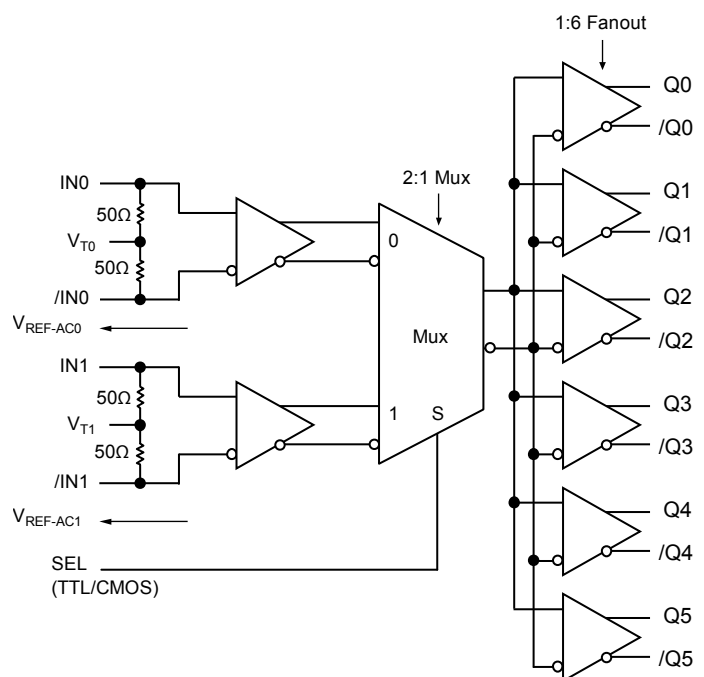 1:6 Fanout
Q0
/Q0
2:1 Mux
IN0
50Ω
VT0
50Ω
/IN0
VREF-AC0
0
Q1
/Q1
Q2
/Q2
Mux
IN1
50Ω
VT1
50Ω
/IN1
VREF-AC1
1 S
Q3
/Q3
Q4
/Q4
SEL
(TTL/CMOS)
Q5
/Q5